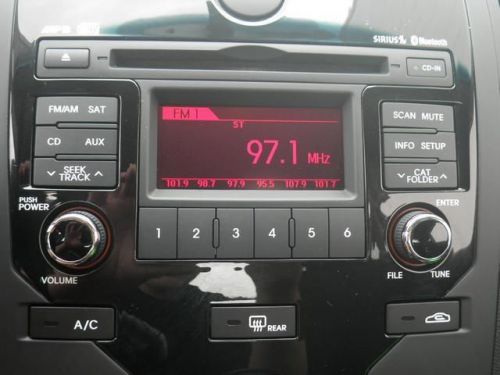 SIRIUS Bluetooth
CD-IN
FM/AM SAT
CD AUX
SEEK
TRACK
PUSH
POWER
VOLUME
FM 1
ST
97.1 MHz
101.9 98.7 97.9 95.5 107.9 101.7
1 2 3 4 5 6
SCAN MUTE
INFO SETUP
CAT
FOLDER
ENTER
FILE TUNE
A/C
REAR